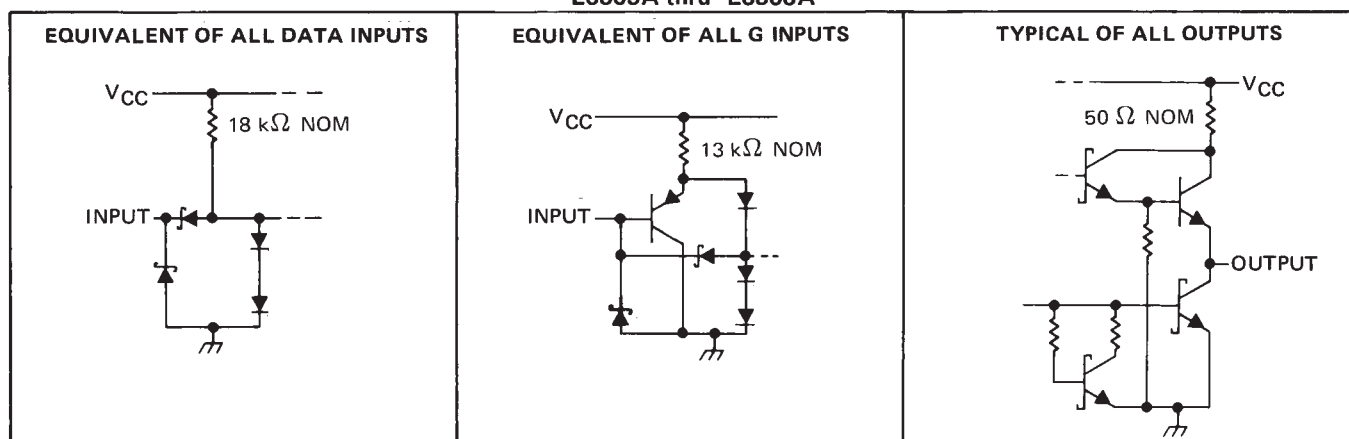 EQUIVALENT OF ALL DATA INPUTS
VCC
18 kΩ NOM
INPUT
EQUIVALENT OF ALL G INPUTS
VCC
13 kΩ NOM
INPUT
TYPICAL OF ALL OUTPUTS
VCC
50 Ω NOM
OUTPUT